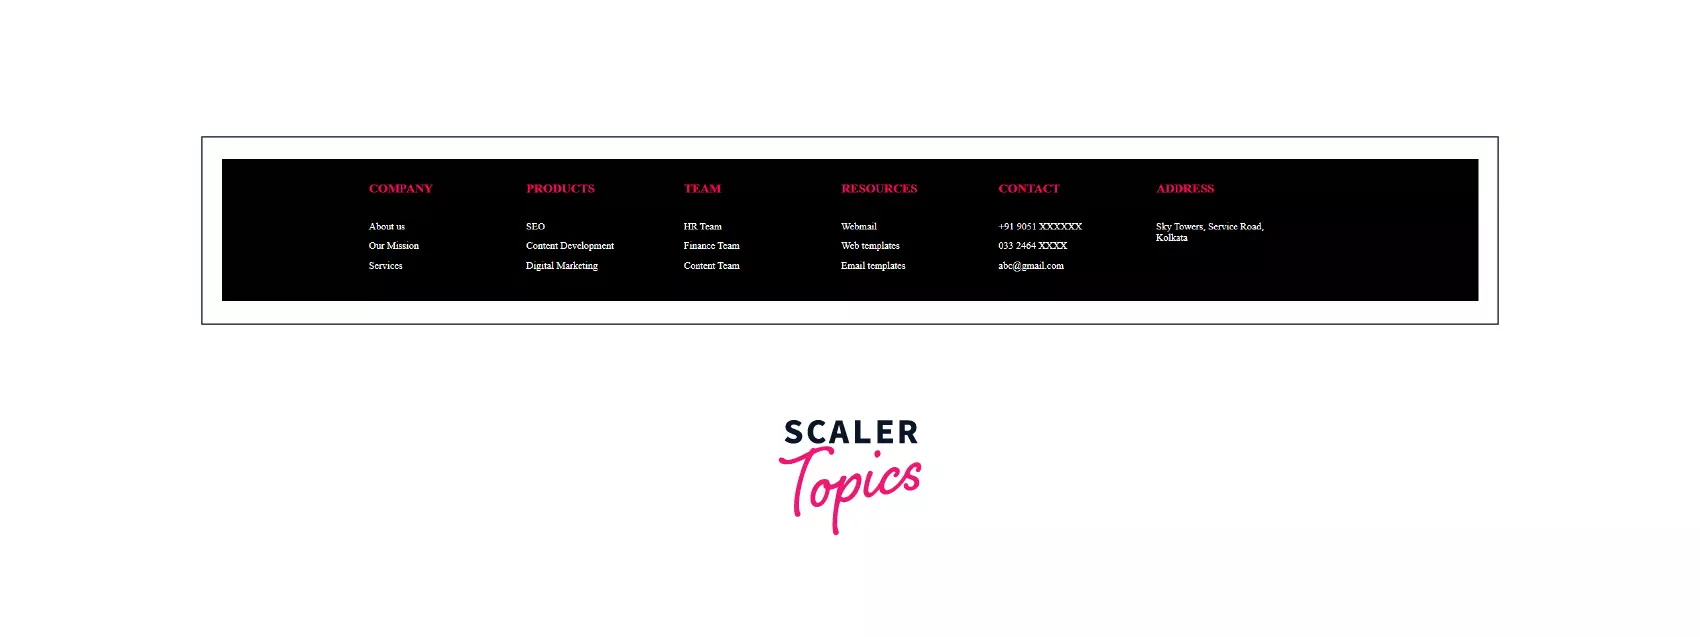 COMPANY
About us
Our Mission
Services
PRODUCTS
SEO
Content Development
Digital Marketing
TEAM
HR Team
Finance Team
Content Team
RESOURCES
Webmail
Web templates
Email templates
CONTACT
+91 9051 XXXXXX
033 2464 XXXX
abc@gmail.com
ADDRESS
Sky Towers, Service Road,
Kolkata
SCALER
Topics